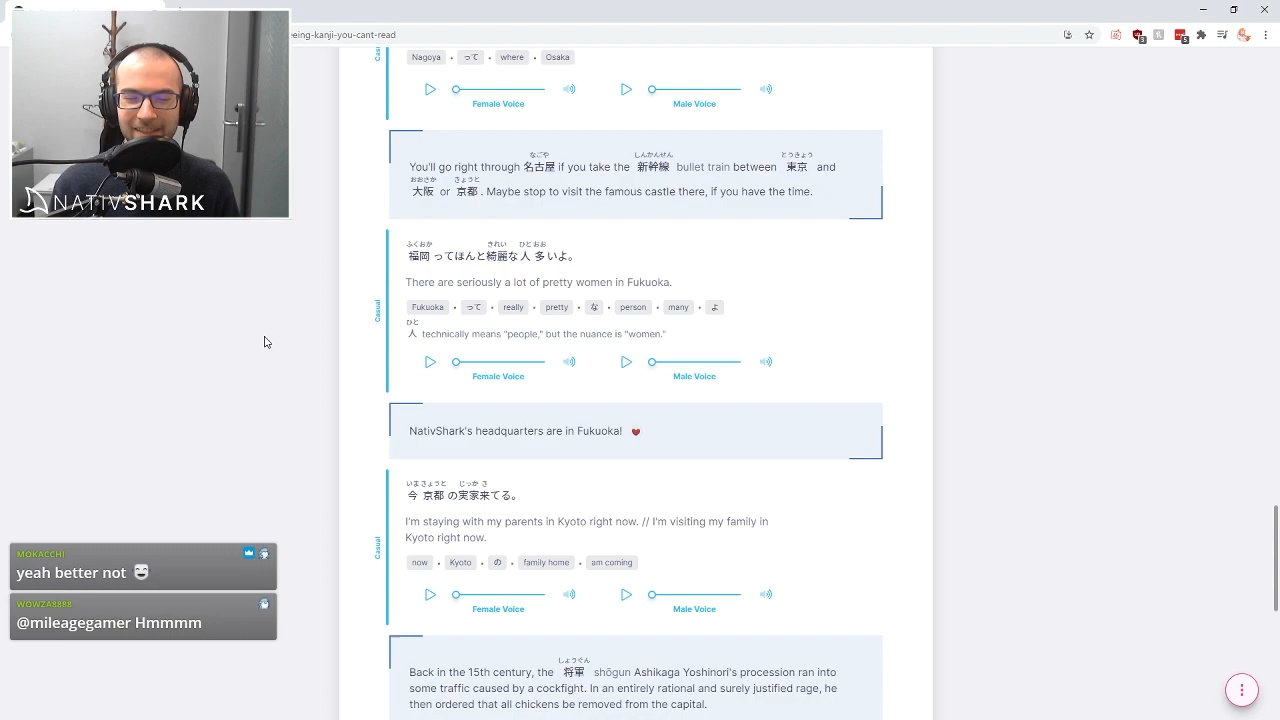 eeing-kanji-you-cant-read
3
5
Casu
Nagoya • って • where • Osaka
Female Voice
Male Voice
なごや しんかんせん とうきょう
You'll go right through 名古屋 if you take the 新幹線 bullet train between 東京 and
おおさか きょうと
大阪 or 京都. Maybe stop to visit the famous castle there, if you have the time.
NATIVSHARK
Casual
ふくおか きれい ひと おお
福岡ってほんと綺麗な人多いよ。
There are seriously a lot of pretty women in Fukuoka.
Fukuoka • って • really • pretty • な • person • many • よ
ひと
人 technically means "people," but the nuance is "women."
Female Voice
Male Voice
NativShark's headquarters are in Fukuoka!
Casual
いま きょうと じっか き
今京都の実家来てる。
I'm staying with my parents in Kyoto right now. // I'm visiting my family in
Kyoto right now.
now • Kyoto • の • family home • am coming
Female Voice
Male Voice
しょうぐん
Back in the 15th century, the 将軍 shōgun Ashikaga Yoshinori's procession ran into
some traffic caused by a cockfight. In an entirely rational and surely justified rage, he
then ordered that all chickens be removed from the capital.
MOKACCHI
yeah better not
WOWZA8888
@mileagegamer Hmmmm